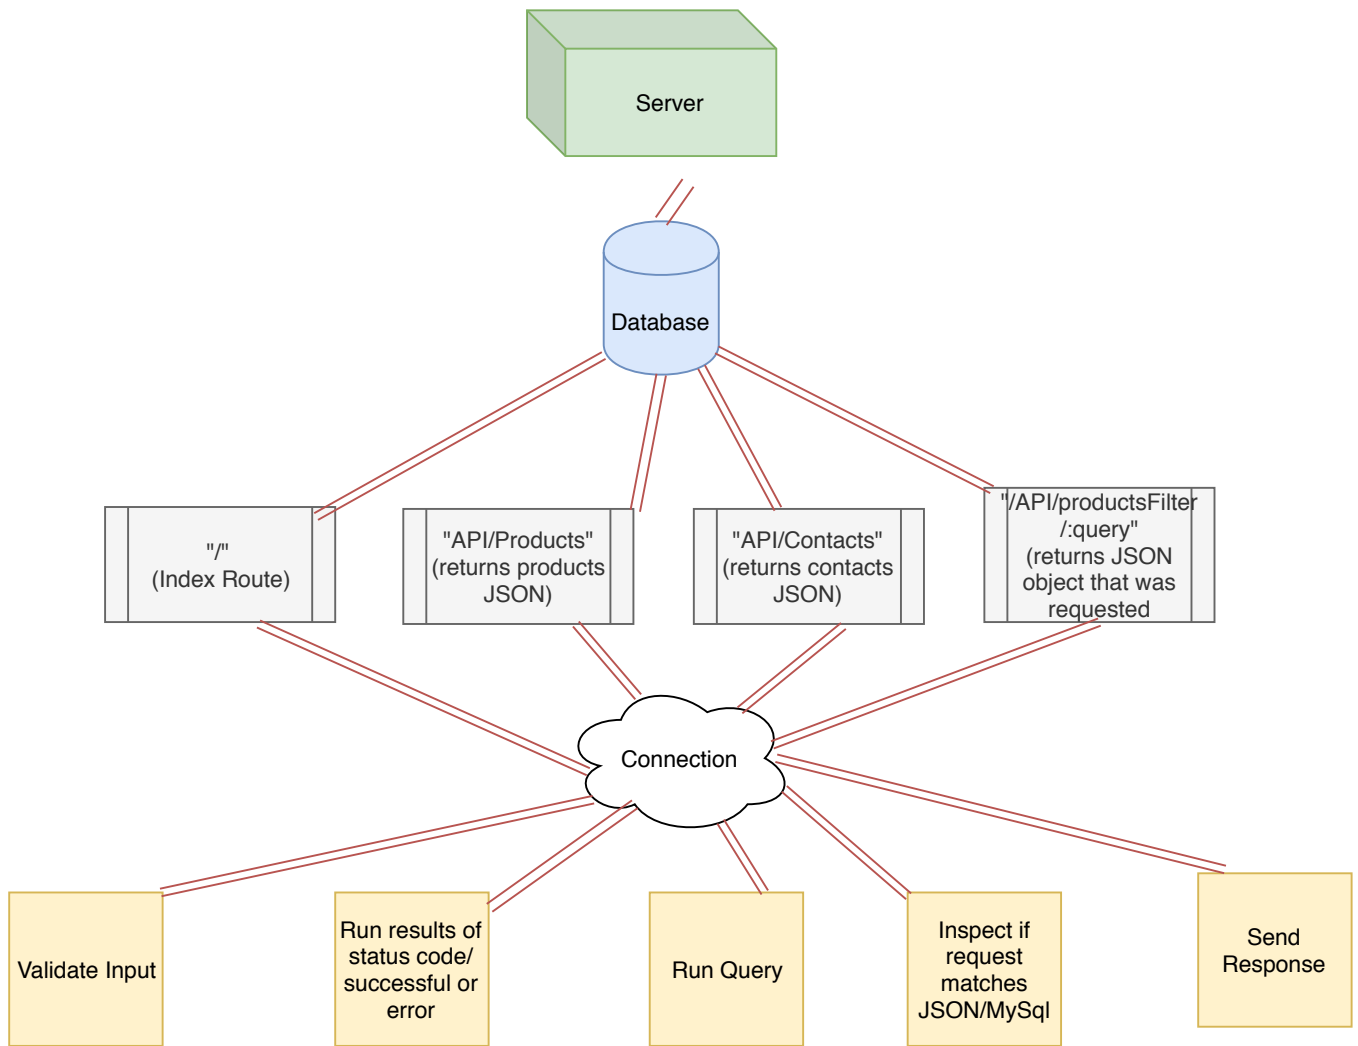 Server
Database
"/"
(Index Route)
"API/Products"
(returns products
JSON)
"API/Contacts"
(returns contacts
JSON)
"/API/productsFilter
/:query"
(returns JSON
object that was
requested
Connection
Validate Input
Run results of
status code/
successful or
error
Run Query
Inspect if
request
matches
JSON/MySql
Send
Response